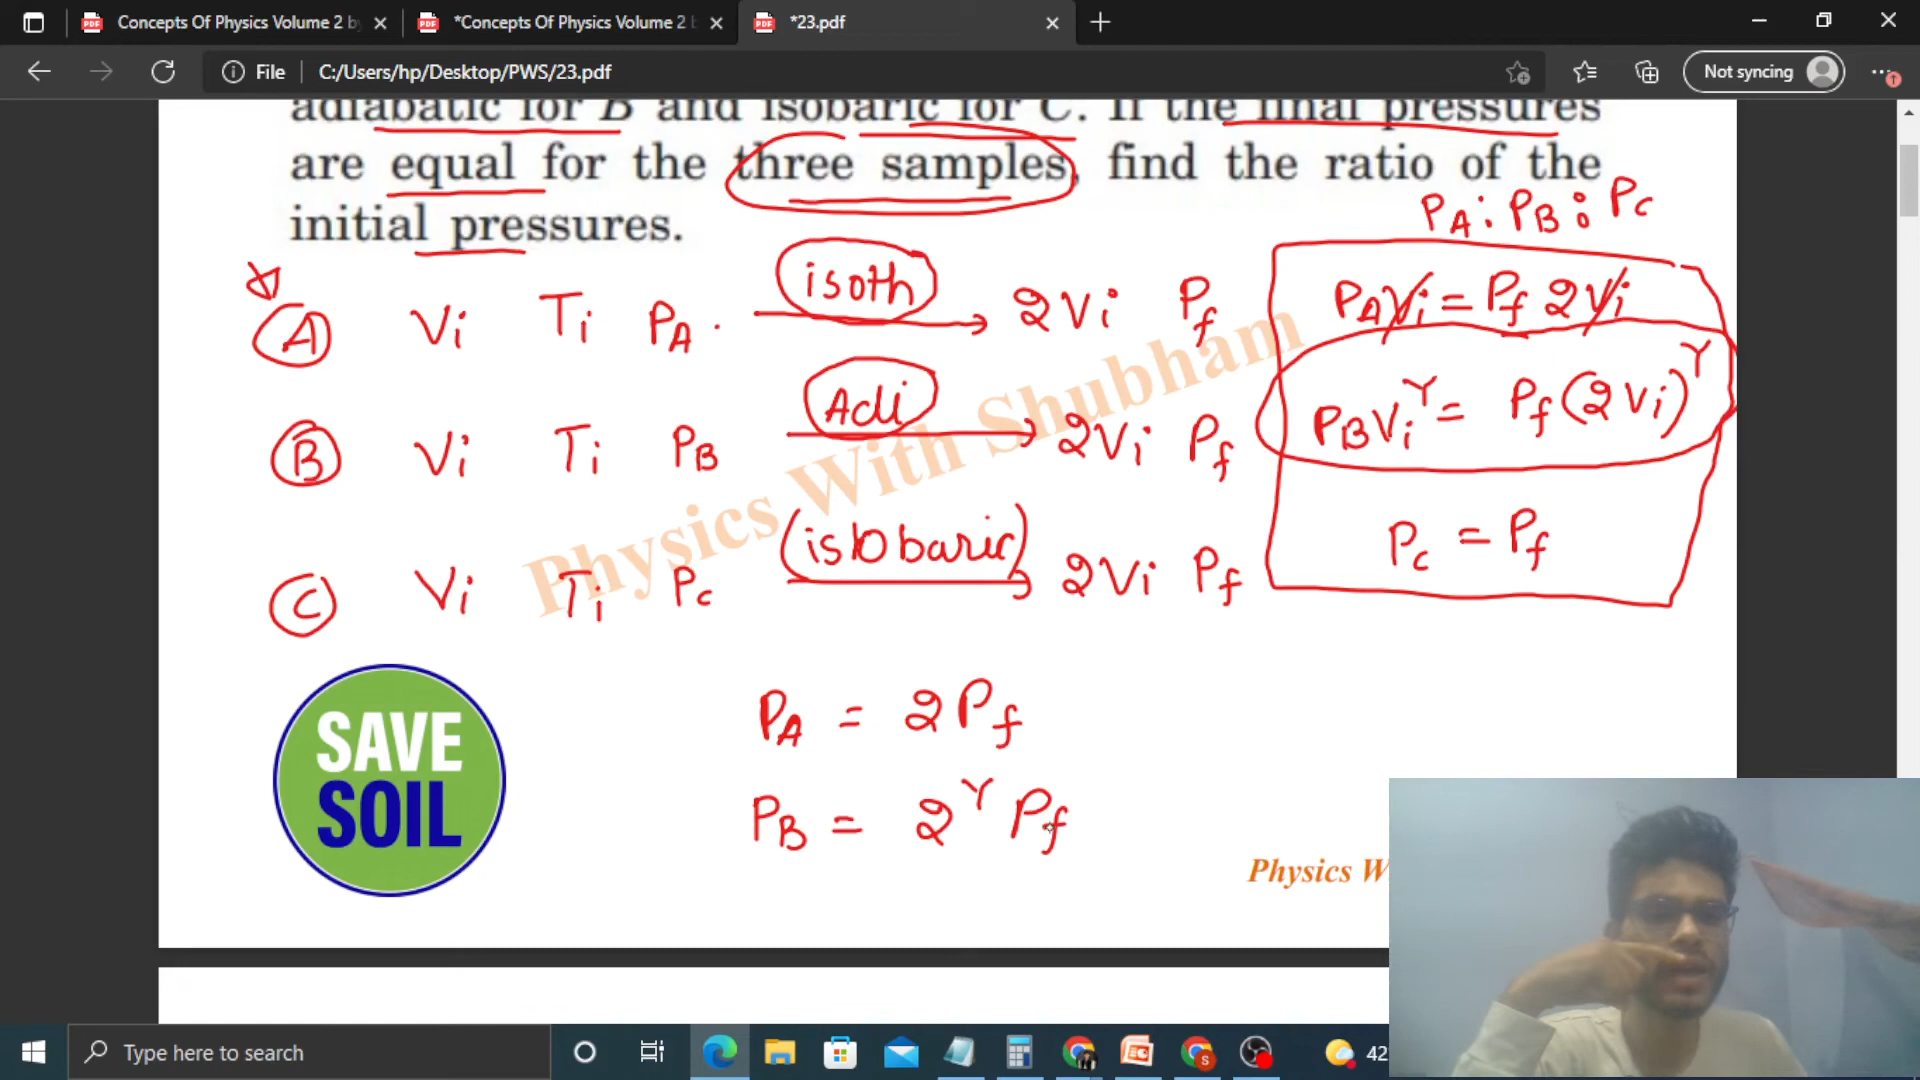 Concepts Of Physics Volume 2 by
*Concepts Of Physics Volume 2 b
*23.pdf
File
C:/Users/hp/Desktop/PWS/23.pdf
Not syncing
adiabatic for B and isobaric for C. If the final pressures
are equal for the three samples, find the ratio of the
initial pressures.
PA : PB : Pc
A Vi Ti PA . isoth 2Vi Pf
PAVi = Pf 2Vi
B Vi Ti PB Adi 2Vi Pf
PBVi^γ = Pf (2Vi)^γ
C Vi Ti Pc (isobaric) 2Vi Pf
Pc = Pf
Physics With Shubham
SAVE
SOIL
PA = 2Pf
PB = 2^γ Pf
Physics W
Type here to search
42